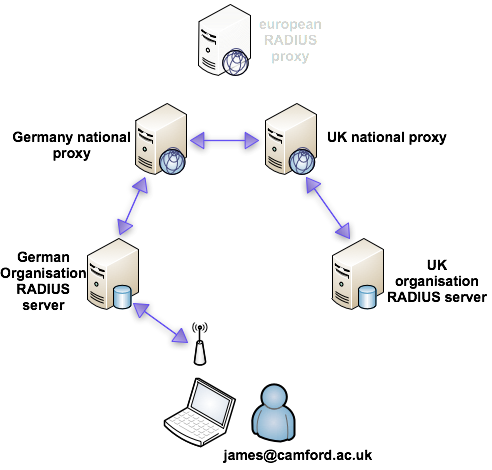 european
RADIUS
proxy
Germany national
proxy
UK national proxy
German
Organisation
RADIUS
server
UK
organisation
RADIUS server
james@camford.ac.uk